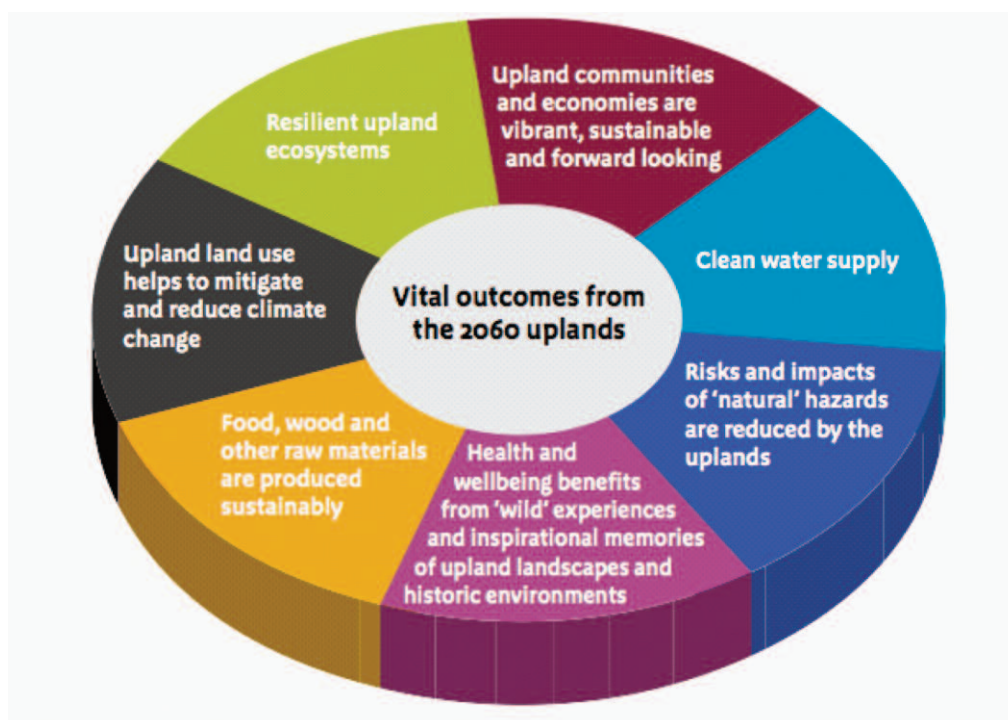 Vital outcomes from
the 2060 uplands
Upland communities
and economies are
vibrant, sustainable
and forward looking
Clean water supply
Risks and impacts
of ‘natural’ hazards
are reduced by the
uplands
Health and
wellbeing benefits
from ‘wild’ experiences
and inspirational memories
of upland landscapes and
historic environments
Food, wood and
other raw materials
are produced
sustainably
Upland land use
helps to mitigate
and reduce climate
change
Resilient upland
ecosystems